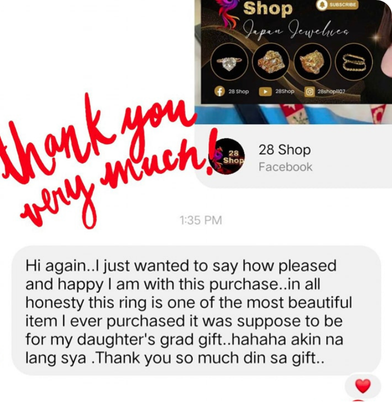 Shop
SUBSCRIBE
Japan Jewelries
28 Shop
28Shop
28shop1107
thank you
very much!
28
Shop
28 Shop
Facebook
1:35 PM
Hi again..I just wanted to say how pleased
and happy I am with this purchase..in all
honesty this ring is one of the most beautiful
item I ever purchased it was suppose to be
for my daughter's grad gift..hahaha akin na
lang sya .Thank you so much din sa gift..